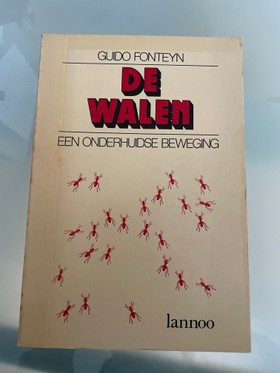 GUIDO FONTEYN
DE
WALEN
EEN ONDERHUIDSE BEWEGING
lannoo